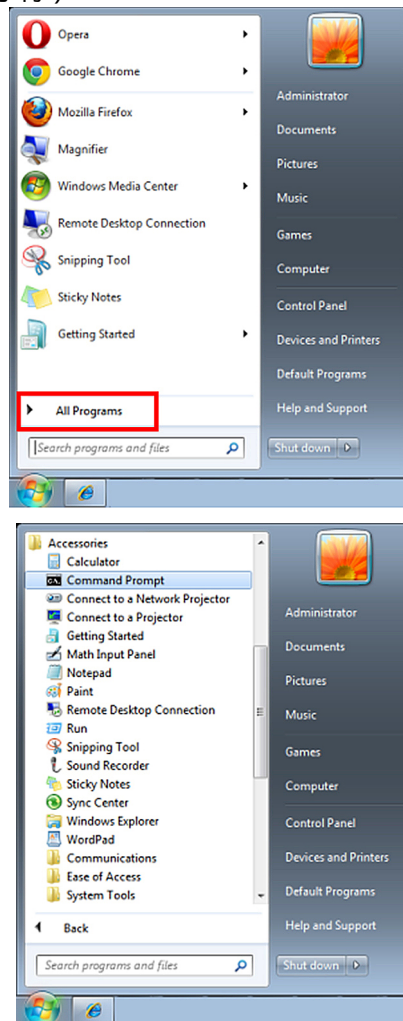 Opera
Google Chrome
Mozilla Firefox
Magnifier
Windows Media Center
Remote Desktop Connection
Snipping Tool
Sticky Notes
Getting Started
All Programs
Search programs and files
Administrator
Documents
Pictures
Music
Games
Computer
Control Panel
Devices and Printers
Default Programs
Help and Support
Shut down
Accessories
Calculator
Command Prompt
Connect to a Network Projector
Connect to a Projector
Getting Started
Math Input Panel
Notepad
Paint
Remote Desktop Connection
Run
Snipping Tool
Sound Recorder
Sticky Notes
Sync Center
Windows Explorer
WordPad
Communications
Ease of Access
System Tools
Back
Search programs and files
Administrator
Documents
Pictures
Music
Games
Computer
Control Panel
Devices and Printers
Default Programs
Help and Support
Shut down